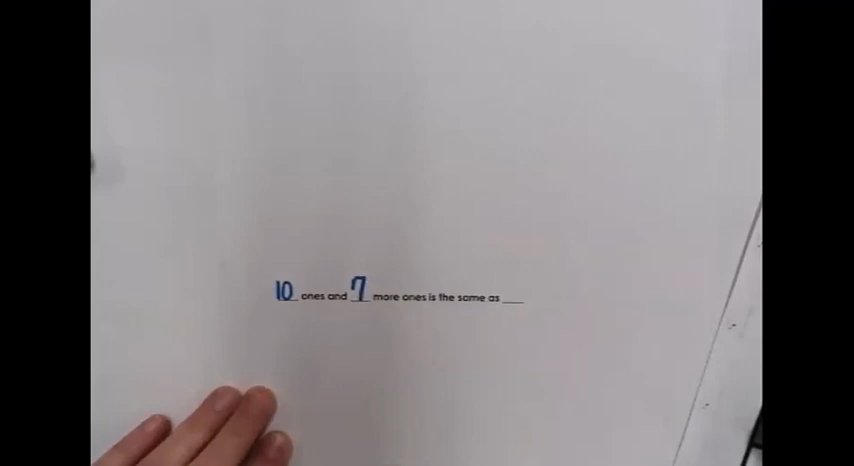 10 ones and 7 more ones is the same as ___